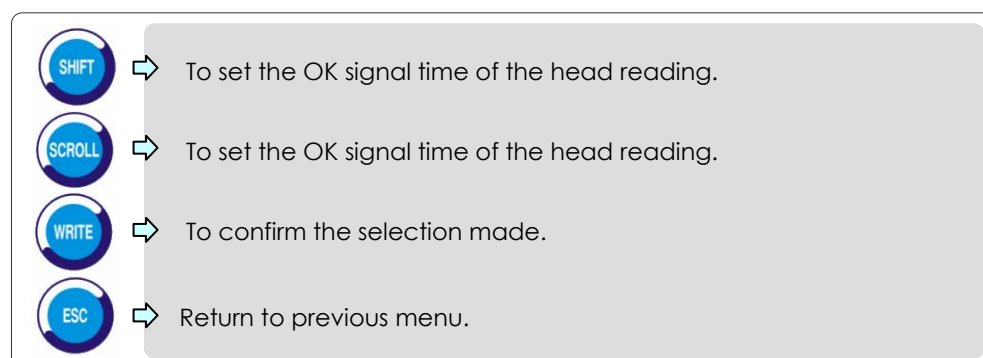 SHIFT To set the OK signal time of the head reading.
SCROLL To set the OK signal time of the head reading.
WRITE To confirm the selection made.
ESC Return to previous menu.